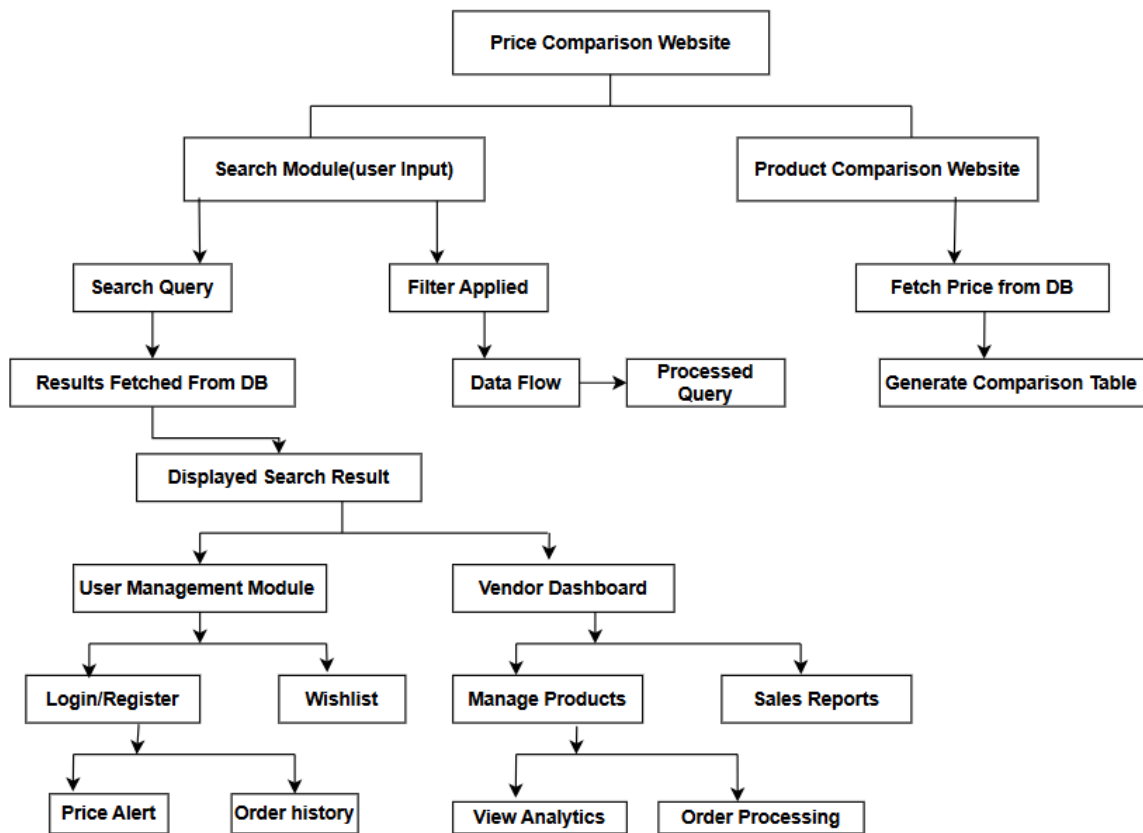 Price Comparison Website
Search Module(user Input)
Product Comparison Website
Search Query
Filter Applied
Fetch Price from DB
Results Fetched From DB
Data Flow
Processed
Query
Generate Comparison Table
Displayed Search Result
User Management Module
Vendor Dashboard
Login/Register
Wishlist
Manage Products
Sales Reports
Price Alert
Order history
View Analytics
Order Processing